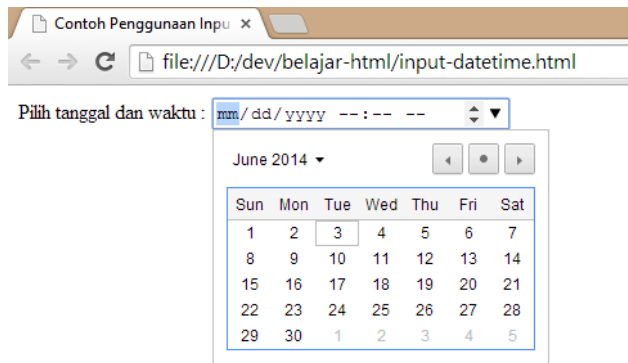 Contoh Penggunaan Inpu
file:///D:/dev/belajar-html/input-datetime.html
Pilih tanggal dan waktu : mm/dd/yyyy --:-- --
June 2014
Sun Mon Tue Wed Thu Fri Sat
1 2 3 4 5 6 7
8 9 10 11 12 13 14
15 16 17 18 19 20 21
22 23 24 25 26 27 28
29 30 1 2 3 4 5